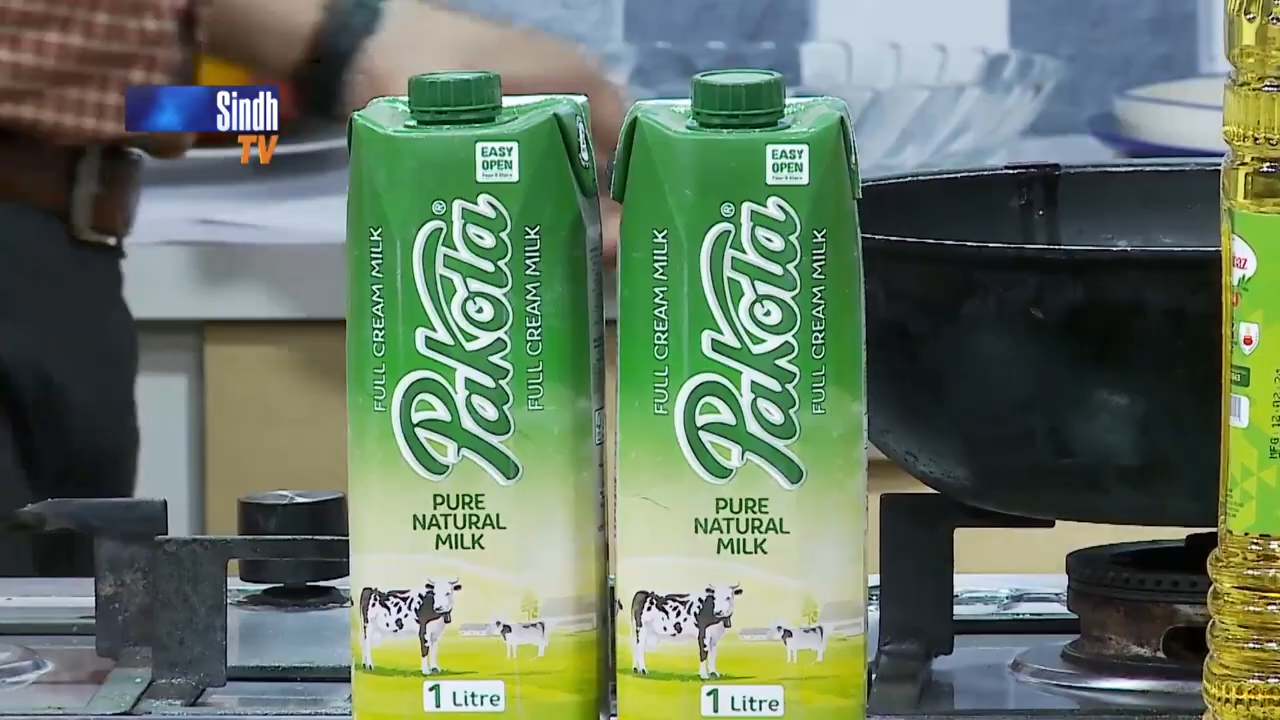 Sindh
TV
EASY
OPEN
FULL CREAM MILK
Pakola®
FULL CREAM MILK
PURE
NATURAL
MILK
1 Litre
EASY
OPEN
FULL CREAM MILK
Pakola®
FULL CREAM MILK
PURE
NATURAL
MILK
1 Litre